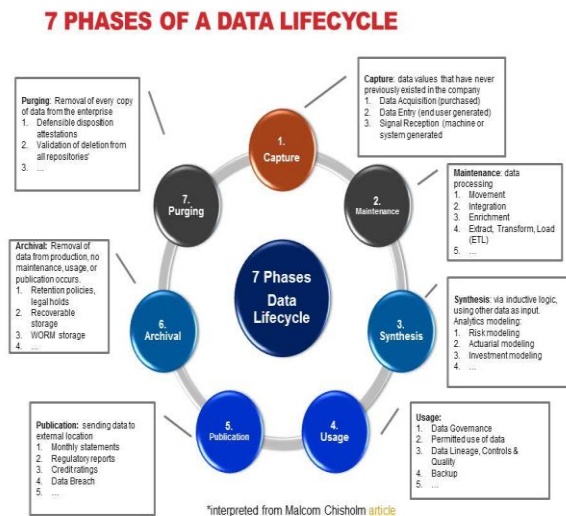 7 PHASES OF A DATA LIFECYCLE
Purging: Removal of every copy
of data from the enterprise
1. Defensible disposition
attestations
2. Validation of deletion from
all repositories'
3. ...
Capture: data values that have never
previously existed in the company
1. Data Acquisition (purchased)
2. Data Entry (end user generated)
3. Signal Reception (machine or
system generated
1.
Capture
2.
Maintenance
Maintenance: data
processing
1. Movement
2. Integration
3. Enrichment
4. Extract, Transform, Load
(ETL)
5. ...
7.
Purging
Archival: Removal of
data from production, no
maintenance, usage, or
publication occurs.
1. Retention policies,
legal holds
2. Recoverable
storage
3. WORM storage
4. ...
7 Phases
Data
Lifecycle
6.
Archival
3.
Synthesis
Synthesis: via inductive logic,
using other data as input.
Analytics modeling:
1. Risk modeling
2. Actuarial modeling
3. Investment modeling
4. ...
5.
Publication
4.
Usage
Publication: sending data to
external location
1. Monthly statements
2. Regulatory reports
3. Credit ratings
4. Data Breach
5. ...
Usage:
1. Data Governance
2. Permitted use of data
3. Data Lineage, Controls &
Quality
4. Backup
5. ...
*interpreted from Malcom Chisholm article